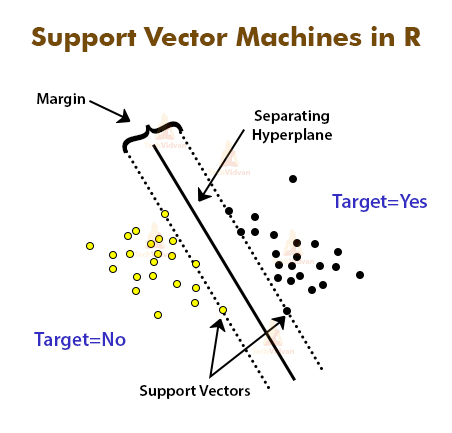 Support Vector Machines in R
Margin
Separating
Hyperplane
Target=Yes
Target=No
Support Vectors